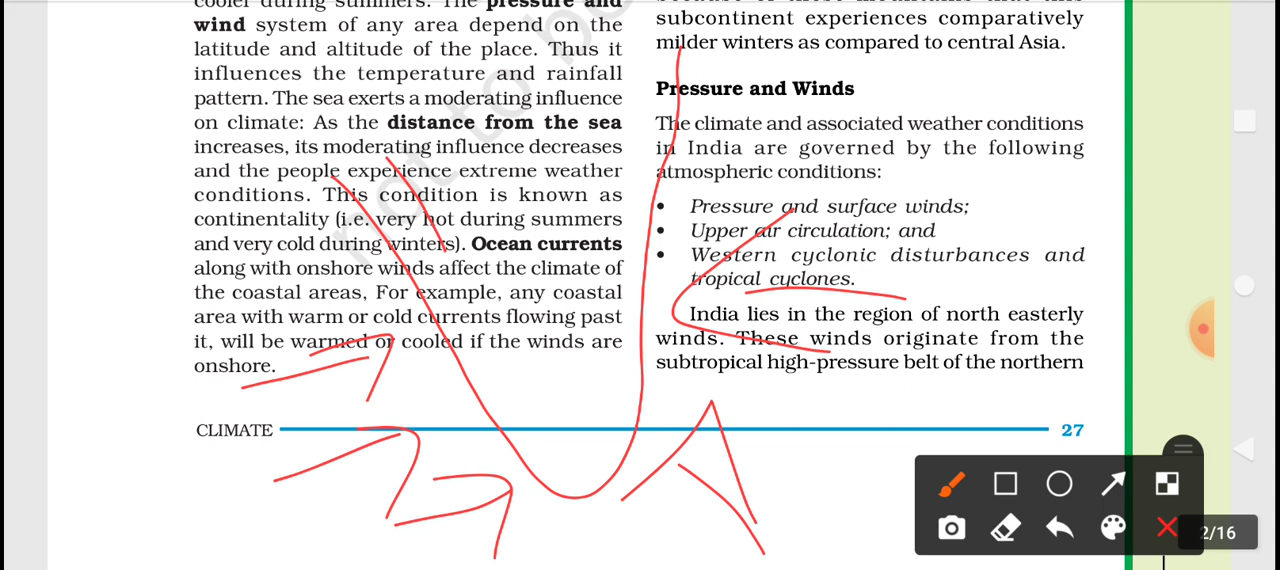 cooler during summers. The pressure and
wind system of any area depend on the
latitude and altitude of the place. Thus it
influences the temperature and rainfall
pattern. The sea exerts a moderating influence
on climate: As the distance from the sea
increases, its moderating influence decreases
and the people experience extreme weather
conditions. This condition is known as
continentality (i.e. very hot during summers
and very cold during winters). Ocean currents
along with onshore winds affect the climate of
the coastal areas, For example, any coastal
area with warm or cold currents flowing past
it, will be warmed or cooled if the winds are
onshore.
because of these mountains that this
subcontinent experiences comparatively
milder winters as compared to central Asia.
Pressure and Winds
The climate and associated weather conditions
in India are governed by the following
atmospheric conditions:
• Pressure and surface winds;
• Upper air circulation; and
• Western cyclonic disturbances and
tropical cyclones.
India lies in the region of north easterly
winds. These winds originate from the
subtropical high-pressure belt of the northern
CLIMATE
27
2/16
not to be